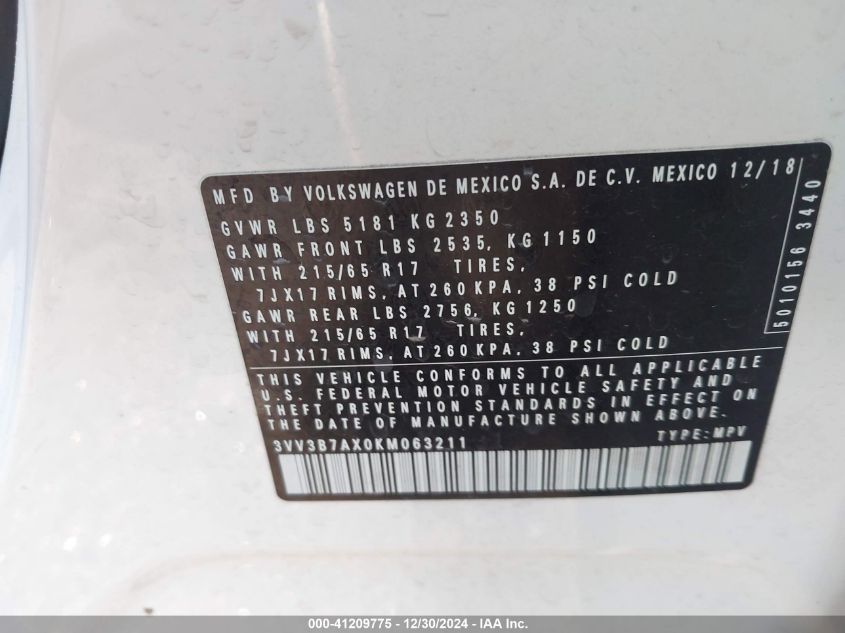 MFD BY VOLKSWAGEN DE MEXICO S.A. DE C.V. MEXICO 12/18
GVWR LBS 5181 KG 2350
GAWR FRONT LBS 2535, KG 1150
WITH 215/65 R17 TIRES,
7JX17 RIMS, AT 260 KPA, 38 PSI COLD
GAWR REAR LBS 2756, KG 1250
WITH 215/65 R17 TIRES,
7JX17 RIMS, AT 260 KPA, 38 PSI COLD
5010156 3440
THIS VEHICLE CONFORMS TO ALL APPLICABLE
U.S. FEDERAL MOTOR VEHICLE SAFETY AND
THEFT PREVENTION STANDARDS IN EFFECT ON
THE DATE OF MANUFACTURE SHOWN ABOVE.
3VV3B7AX0KM063211 TYPE: MPV
000-41209775 - 12/30/2024 - IAA Inc.